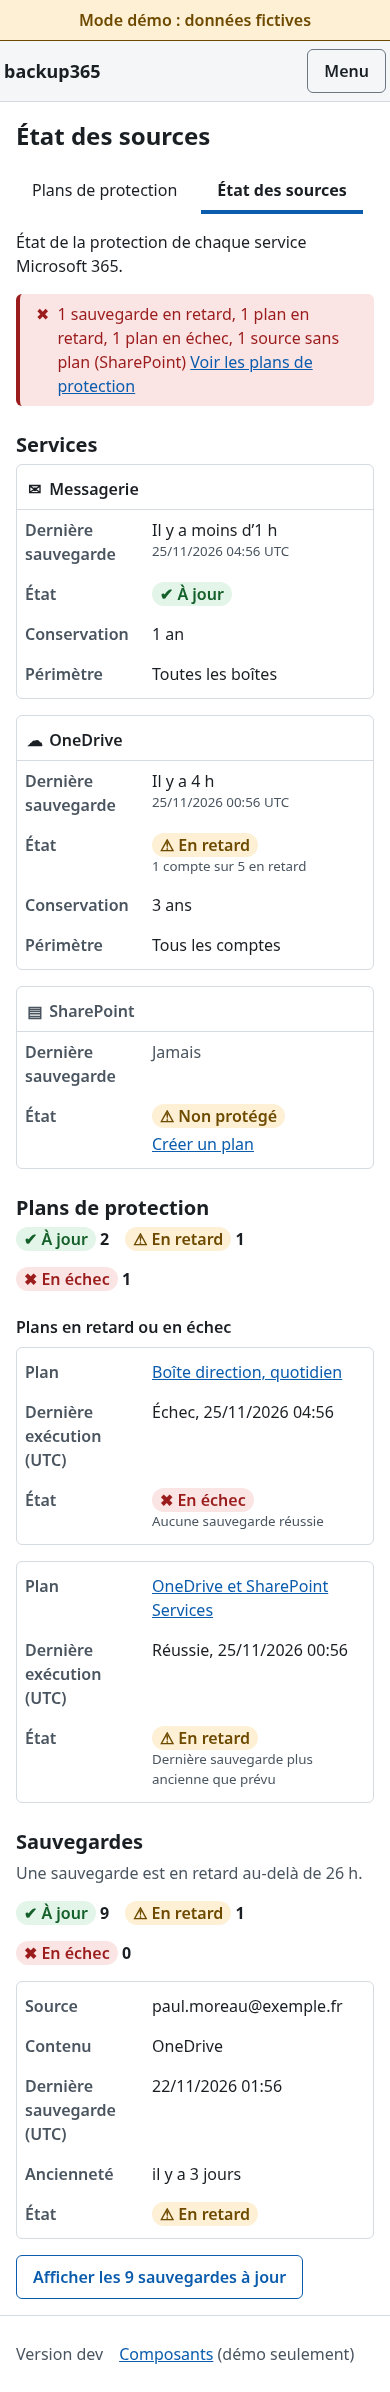 Mode démo : données fictives
backup365
Menu
État des sources
Plans de protection
État des sources
État de la protection de chaque service
Microsoft 365.
✖ 1 sauvegarde en retard, 1 plan en
retard, 1 plan en échec, 1 source sans
plan (SharePoint) Voir les plans de
protection
Services
✉ Messagerie
Dernière
sauvegarde
Il y a moins d’1 h
25/11/2026 04:56 UTC
État
✔ À jour
Conservation
1 an
Périmètre
Toutes les boîtes
☁ OneDrive
Dernière
sauvegarde
Il y a 4 h
25/11/2026 00:56 UTC
État
⚠ En retard
1 compte sur 5 en retard
Conservation
3 ans
Périmètre
Tous les comptes
▤ SharePoint
Dernière
sauvegarde
Jamais
État
⚠ Non protégé
Créer un plan
Plans de protection
✔ À jour 2 ⚠ En retard 1
✖ En échec 1
Plans en retard ou en échec
Plan
Boîte direction, quotidien
Dernière
exécution
(UTC)
Échec, 25/11/2026 04:56
État
✖ En échec
Aucune sauvegarde réussie
Plan
OneDrive et SharePoint
Services
Dernière
exécution
(UTC)
Réussie, 25/11/2026 00:56
État
⚠ En retard
Dernière sauvegarde plus
ancienne que prévu
Sauvegardes
Une sauvegarde est en retard au-delà de 26 h.
✔ À jour 9 ⚠ En retard 1
✖ En échec 0
Source
paul.moreau@exemple.fr
Contenu
OneDrive
Dernière
sauvegarde
(UTC)
22/11/2026 01:56
Ancienneté
il y a 3 jours
État
⚠ En retard
Afficher les 9 sauvegardes à jour
Version dev Composants (démo seulement)